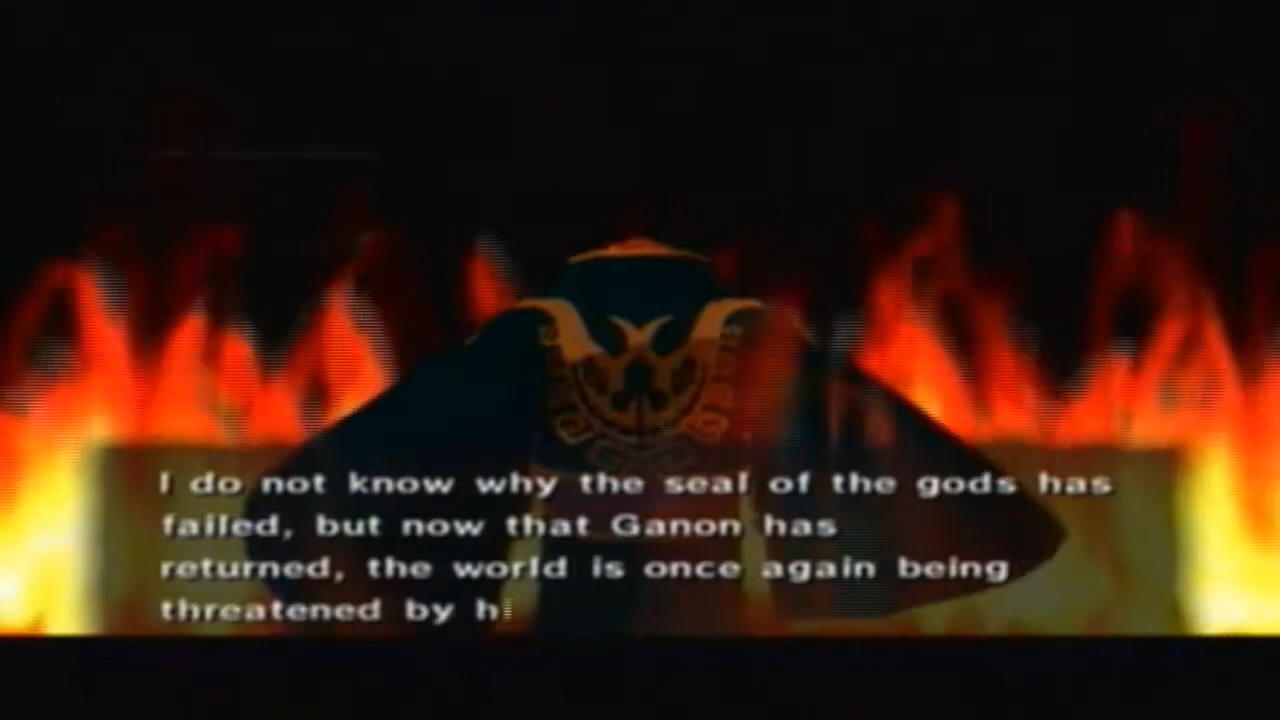 I do not know why the seal of the gods has
failed, but now that Ganon has
returned, the world is once again being
threatened by h